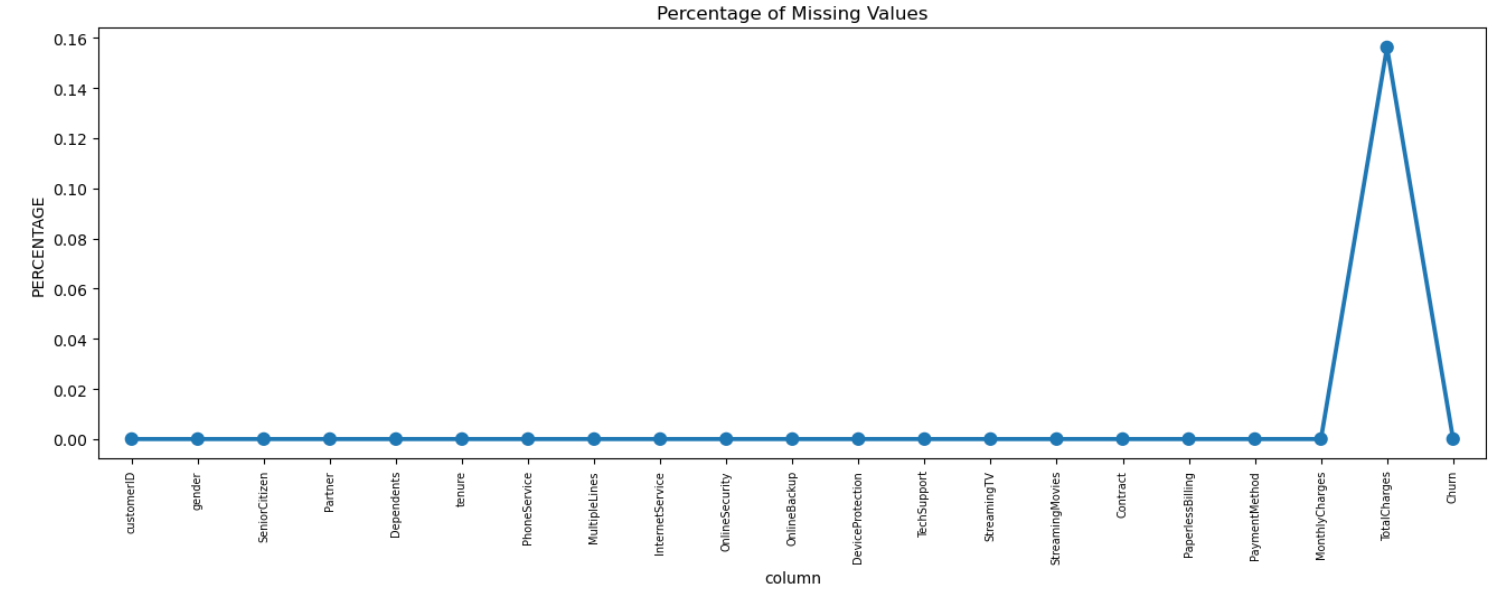 Percentage of Missing Values
PERCENTAGE
0.16
0.14
0.12
0.10
0.08
0.06
0.04
0.02
0.00
customerID
gender
SeniorCitizen
Partner
Dependents
tenure
PhoneService
MultipleLines
InternetService
OnlineSecurity
OnlineBackup
DeviceProtection
TechSupport
StreamingTV
StreamingMovies
Contract
PaperlessBilling
PaymentMethod
MonthlyCharges
TotalCharges
Churn
column